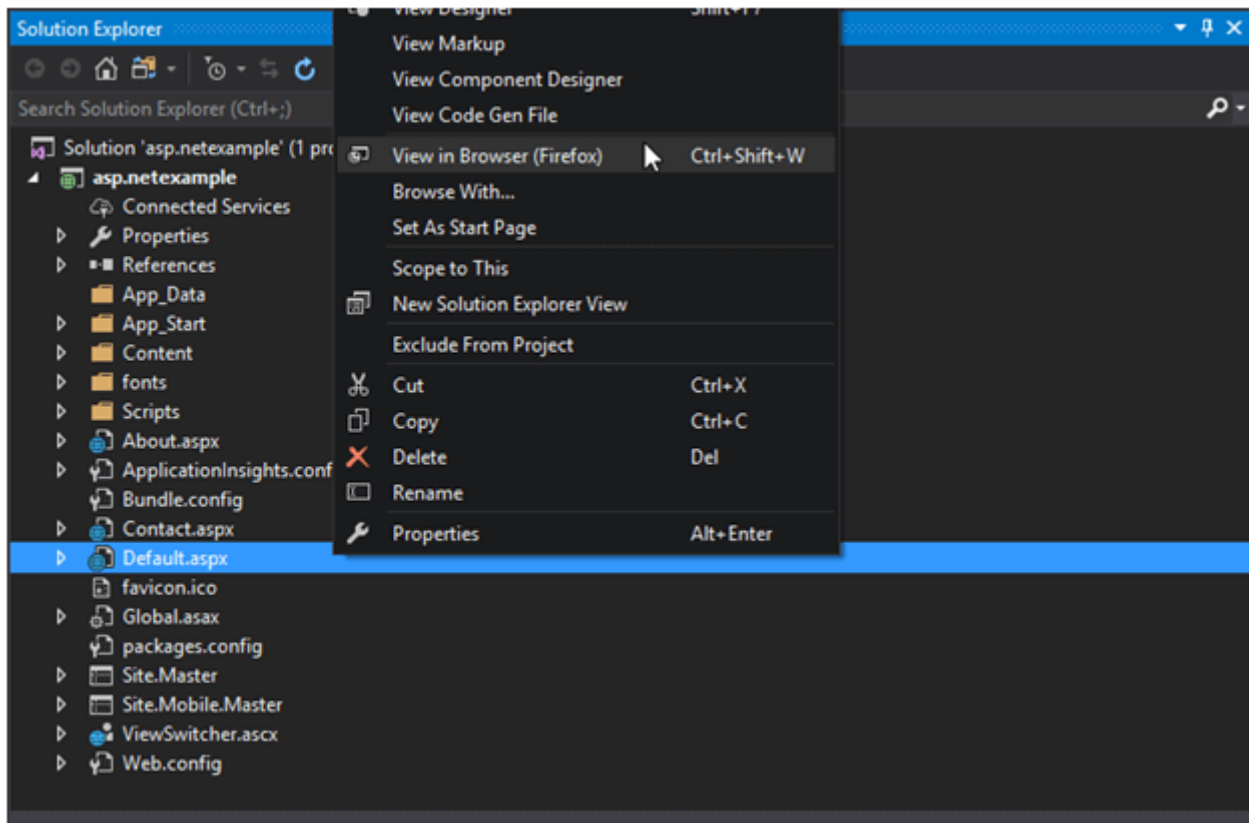 Solution Explorer
Search Solution Explorer (Ctrl+;)
Solution 'asp.netexample' (1 pro
asp.netexample
Connected Services
Properties
References
App_Data
App_Start
Content
fonts
Scripts
About.aspx
ApplicationInsights.conf
Bundle.config
Contact.aspx
Default.aspx
favicon.ico
Global.asax
packages.config
Site.Master
Site.Mobile.Master
ViewSwitcher.ascx
Web.config
View Designer Shift+F7
View Markup
View Component Designer
View Code Gen File
View in Browser (Firefox) Ctrl+Shift+W
Browse With...
Set As Start Page
Scope to This
New Solution Explorer View
Exclude From Project
Cut Ctrl+X
Copy Ctrl+C
Delete Del
Rename
Properties Alt+Enter